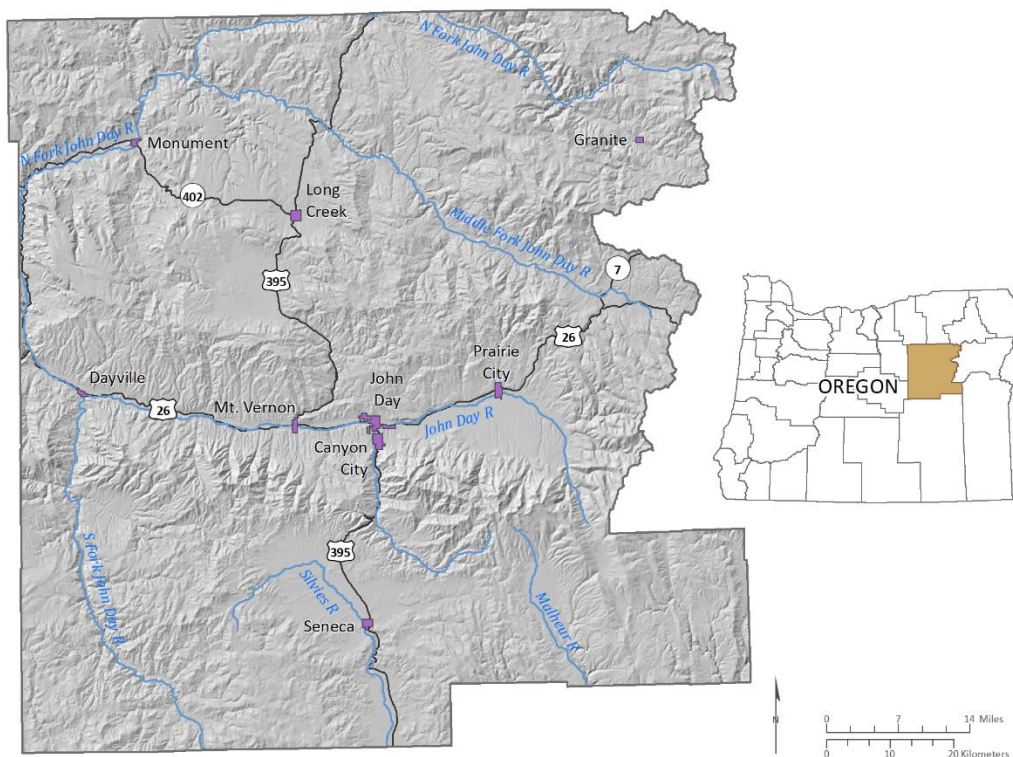 N Fork John Day R
N Fork John Day R
Monument
Granite
402
Long
Creek
Middle Fork John Day R
7
395
26
Prairie
City
Dayville
John
Day
26
Mt. Vernon
John Day R
Canyon
City
OREGON
395
S Fork John Day R
Silvies R
Malheur R
Seneca
N
0 7 14 Miles
0 10 20 Kilometers